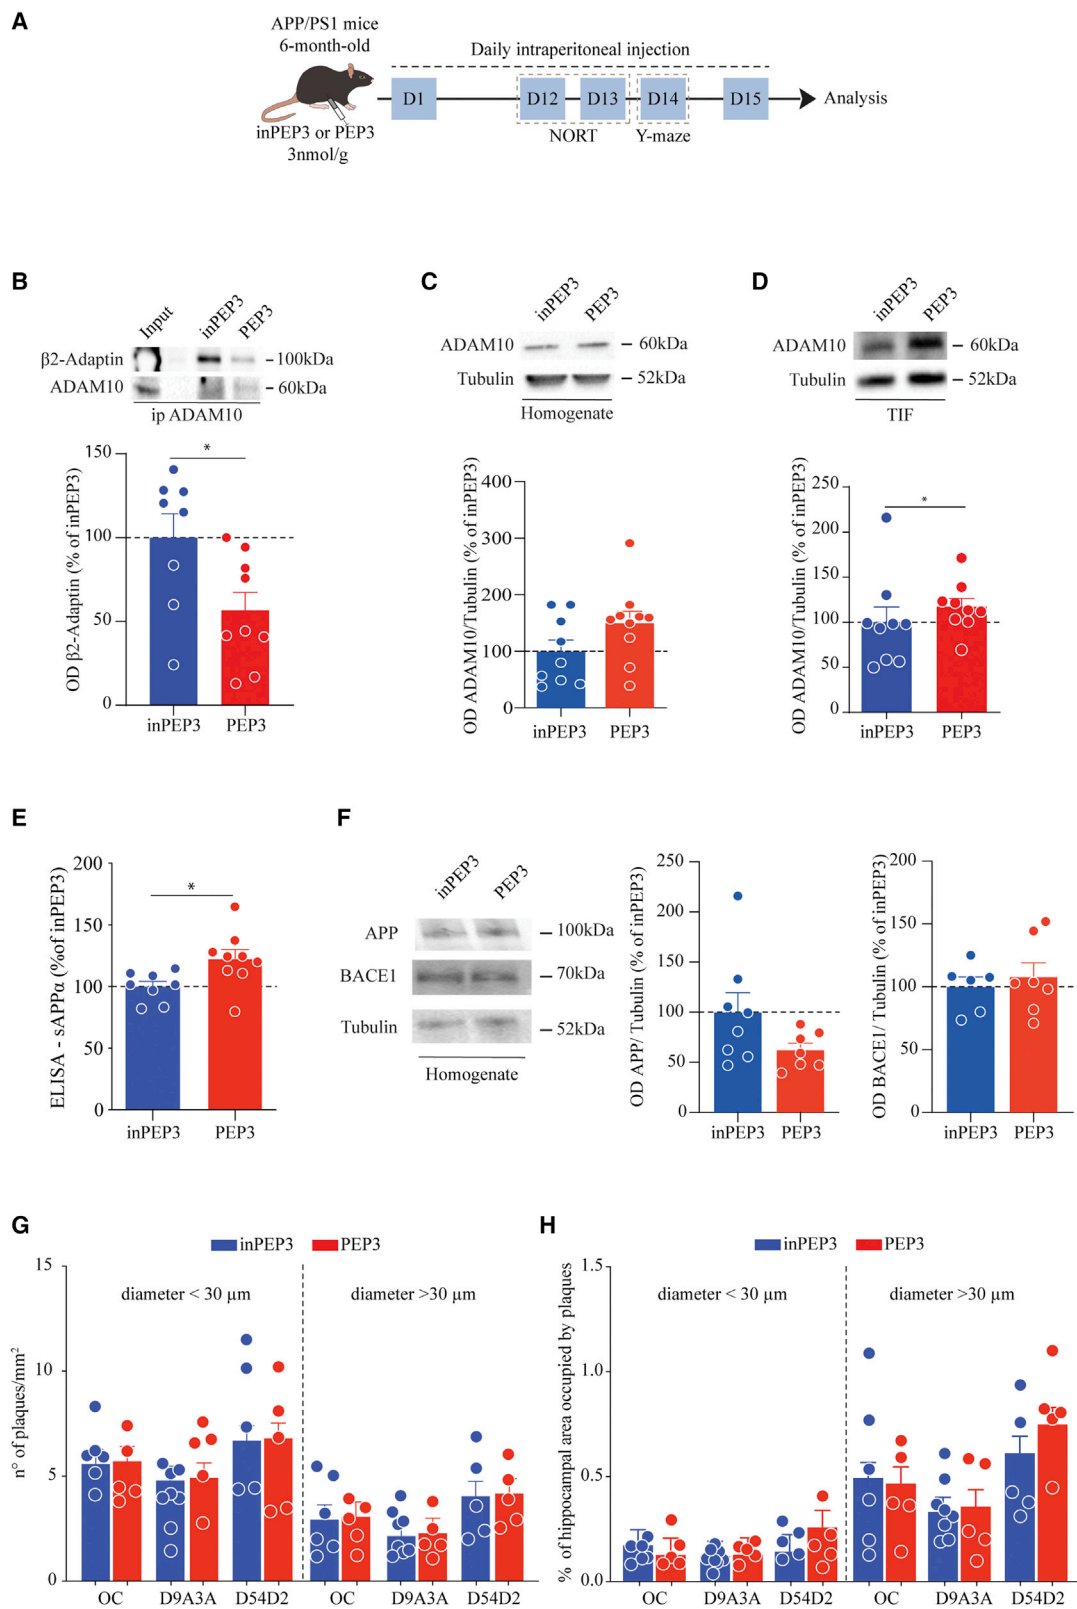 A
APP/PS1 mice
6-month-old
Daily intraperitoneal injection
D1
D12
D13
D14
D15
Analysis
inPEP3 or PEP3
3nmol/g
NORT
Y-maze
B
Input
inPEP3
PEP3
β2-Adaptin
-100kDa
ADAM10
-60kDa
ip ADAM10
OD β2-Adaptin (% of inPEP3)
150
100
50
0
*
inPEP3
PEP3
C
inPEP3
PEP3
ADAM10
- 60kDa
Tubulin
- 52kDa
Homogenate
OD ADAM10/Tubulin (% of inPEP3)
400
300
200
100
0
inPEP3
PEP3
D
inPEP3
PEP3
ADAM10
- 60kDa
Tubulin
- 52kDa
TIF
OD ADAM10/Tubulin (% of inPEP3)
250
200
150
100
50
0
*
inPEP3
PEP3
E
ELISA - sAPPα (%of inPEP3)
200
150
100
50
0
*
inPEP3
PEP3
F
inPEP3
PEP3
APP
- 100kDa
BACE1
- 70kDa
Tubulin
- 52kDa
Homogenate
OD APP/ Tubulin (% of inPEP3)
250
200
150
100
50
0
inPEP3
PEP3
OD BACE1/ Tubulin (% of inPEP3)
200
150
100
50
0
inPEP3
PEP3
G
inPEP3
PEP3
n° of plaques/mm²
15
10
5
0
diameter < 30 µm
diameter >30 µm
OC
D9A3A
D54D2
OC
D9A3A
D54D2
H
inPEP3
PEP3
% of hippocampal area occupied by plaques
1.5
1.0
0.5
0.0
diameter < 30 µm
diameter >30 µm
OC
D9A3A
D54D2
OC
D9A3A
D54D2